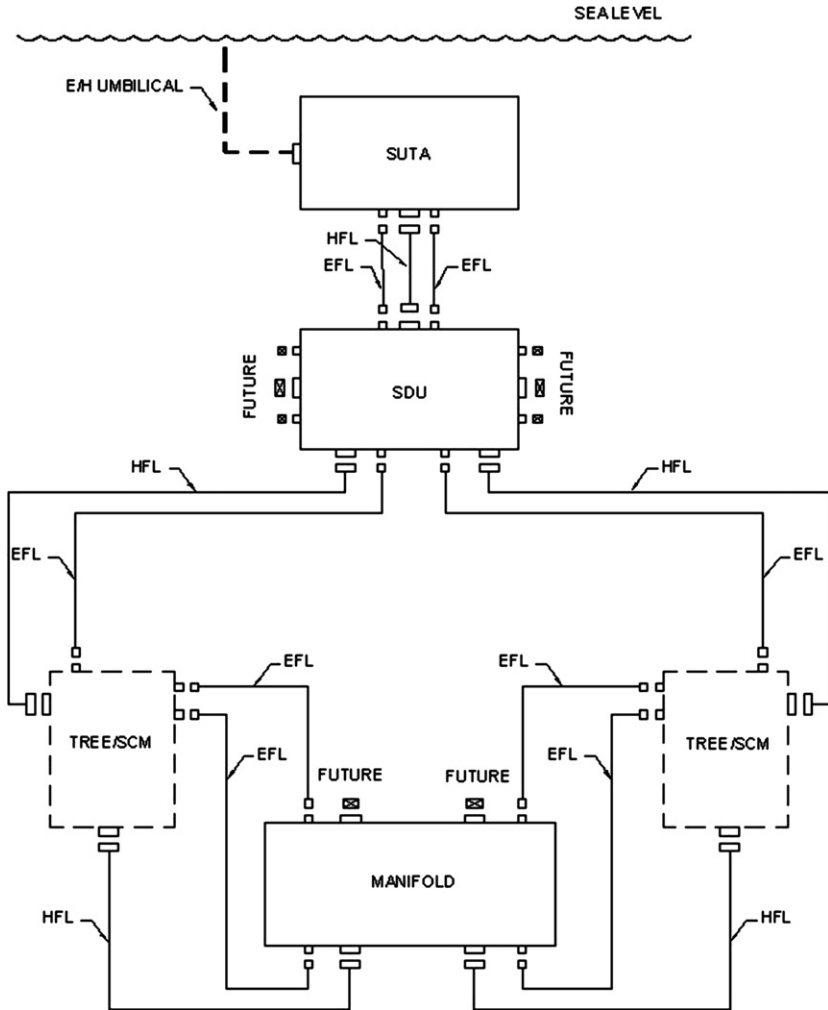 SEALEVEL
E/H UMBILICAL
SUTA
HFL
EFL
EFL
FUTURE
SDU
FUTURE
HFL
HFL
EFL
EFL
EFL
EFL
TREE/SCM
TREE/SCM
EFL
EFL
FUTURE
FUTURE
MANIFOLD
HFL
HFL